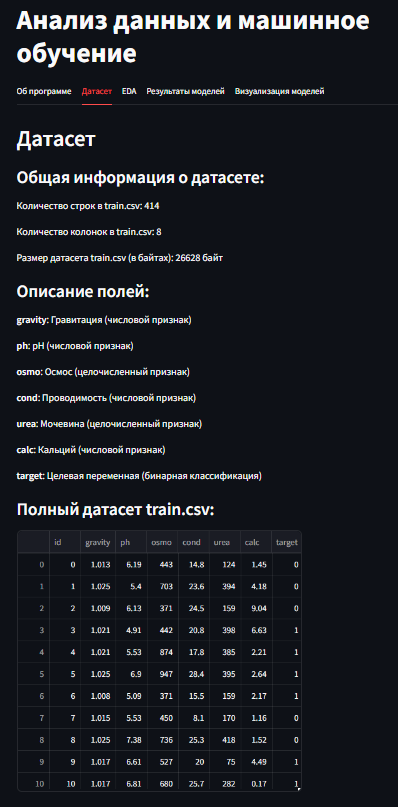 Анализ данных и машинное
обучение
Об программе Датасет EDA Результаты моделей Визуализация моделей
Датасет
Общая информация о датасете:
Количество строк в train.csv: 414
Количество колонок в train.csv: 8
Размер датасета train.csv (в байтах): 26628 байт
Описание полей:
gravity: Гравитация (числовой признак)
ph: pH (числовой признак)
osmo: Осмос (целочисленный признак)
cond: Проводимость (числовой признак)
urea: Мочевина (целочисленный признак)
calc: Кальций (числовой признак)
target: Целевая переменная (бинарная классификация)
Полный датасет train.csv:
id gravity ph osmo cond urea calc target
0 0 1.013 6.19 443 14.8 124 1.45 0
1 1 1.025 5.4 703 23.6 394 4.18 0
2 2 1.009 6.13 371 24.5 159 9.04 0
3 3 1.021 4.91 442 20.8 398 6.63 1
4 4 1.021 5.53 874 17.8 385 2.21 1
5 5 1.025 6.9 947 28.4 395 2.64 1
6 6 1.008 5.09 371 15.5 159 2.17 1
7 7 1.015 5.53 450 8.1 170 1.16 0
8 8 1.025 7.38 736 25.3 418 1.52 0
9 9 1.017 6.61 527 20 75 4.49 1
10 10 1.017 6.81 680 25.7 282 0.17 1